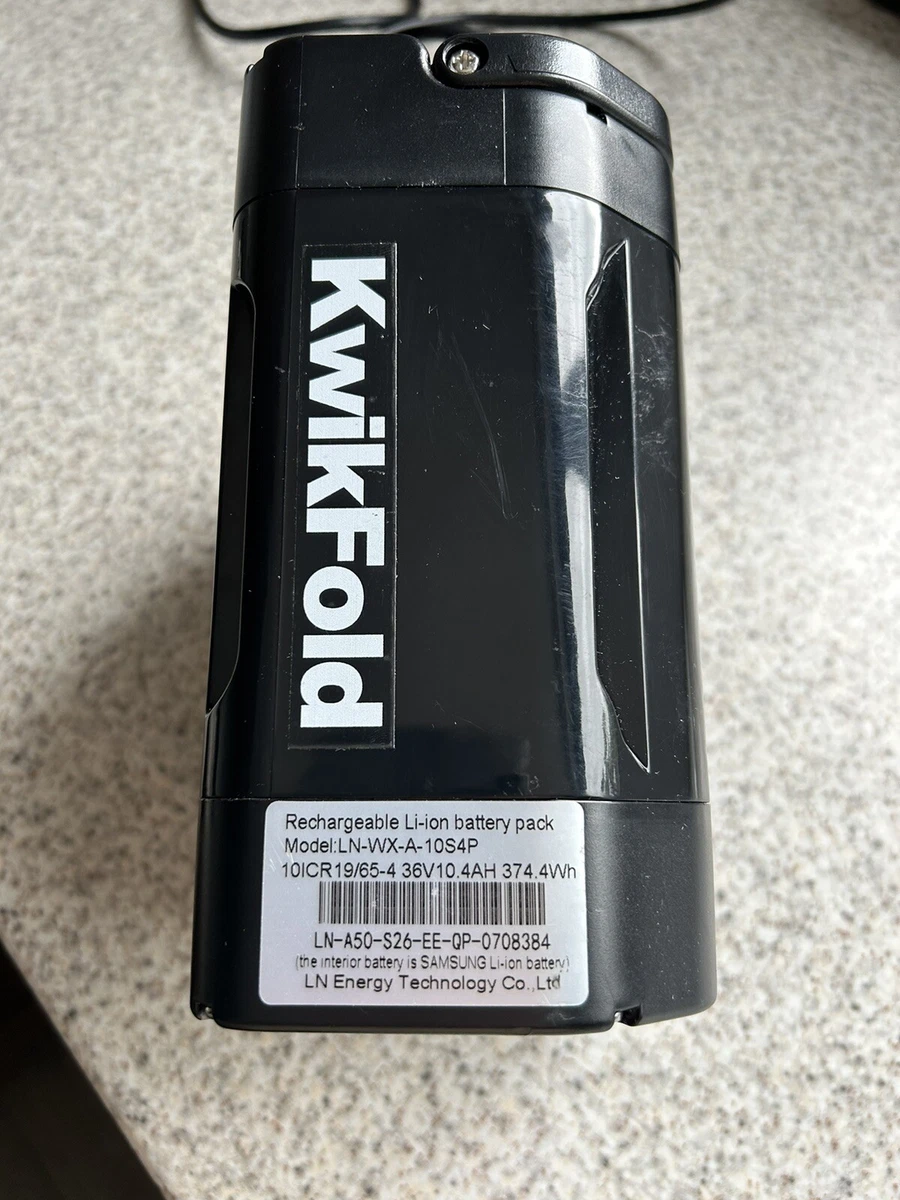 KwikFold
Rechargeable Li-ion battery pack
Model:LN-WX-A-10S4P
10ICR19/65-4 36V10.4AH 374.4Wh
LN-A50-S26-EE-QP-0708384
(the interior battery is SAMSUNG Li-ion battery)
LN Energy Technology Co.,Ltd